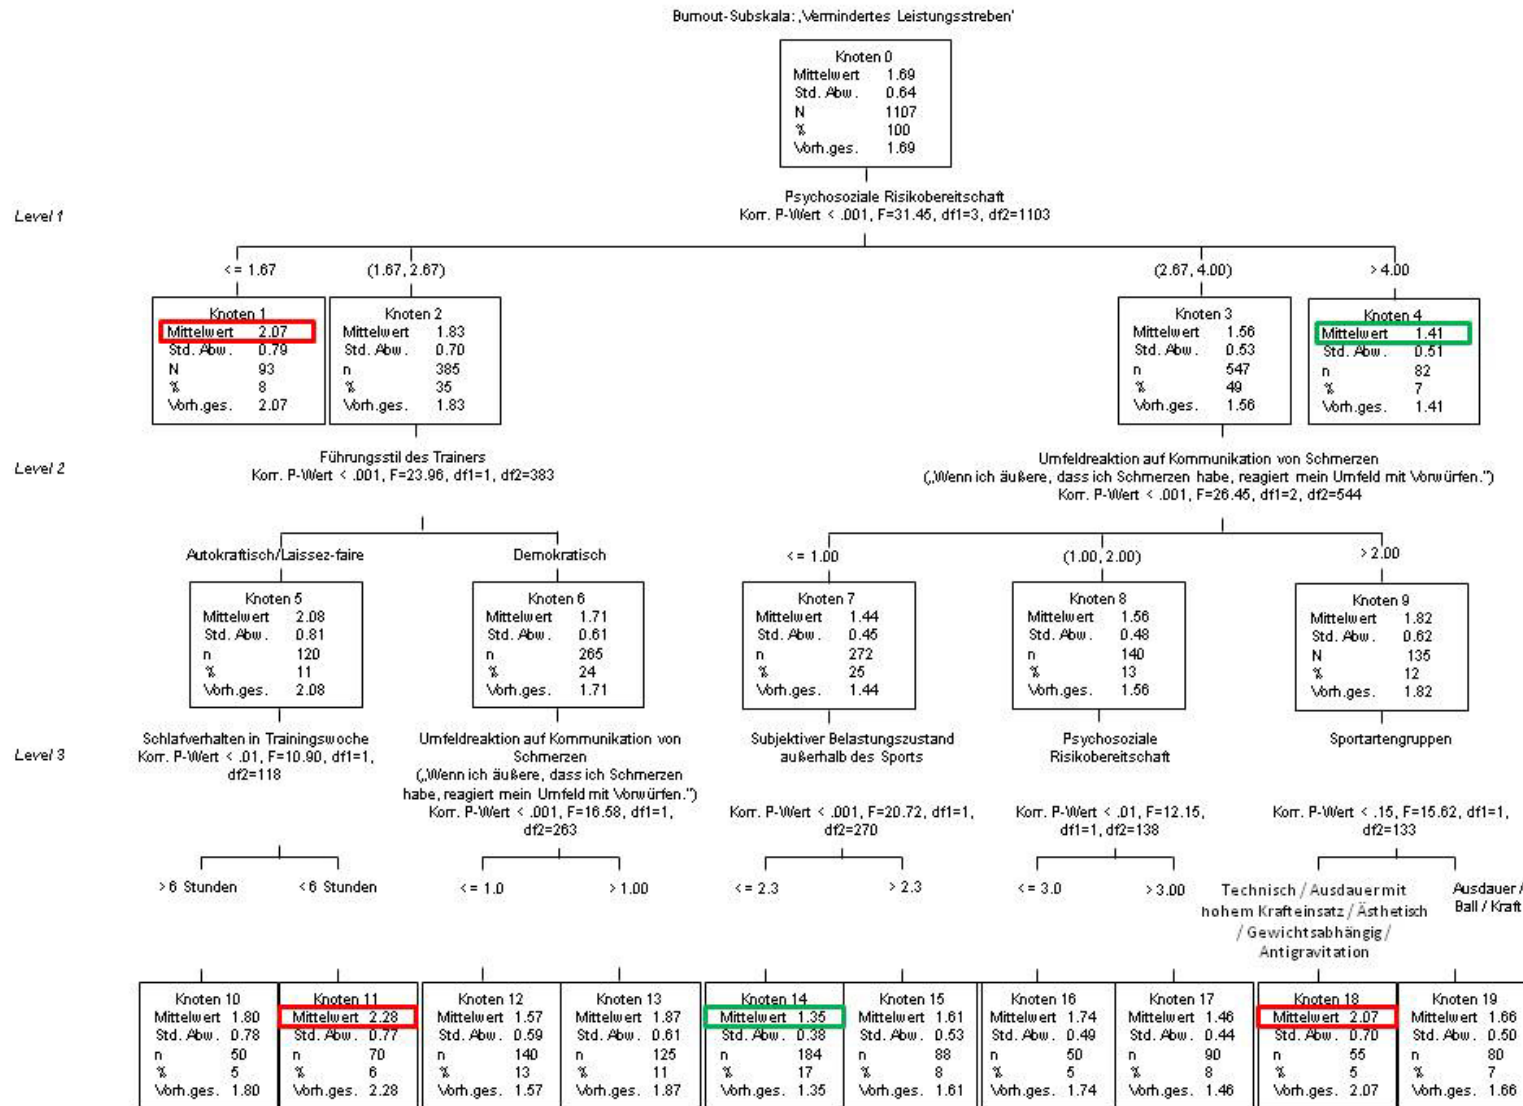 Burnout-Subskala: ‚Vermindertes Leistungsstreben'
Knoten 0
Mittelwert 1.69
Std. Abw. 0.64
N 1107
% 100
Vorh.ges. 1.69
Level 1
Psychosoziale Risikobereitschaft
Korr. P-Wert < .001, F=31.45, df1=3, df2=1103
<= 1.67
(1.67, 2.67)
(2.67, 4.00)
> 4.00
Knoten 1
Mittelwert 2.07
Std. Abw. 0.79
N 93
% 8
Vorh.ges. 2.07
Knoten 2
Mittelwert 1.83
Std. Abw. 0.70
n 385
% 35
Vorh.ges. 1.83
Knoten 3
Mittelwert 1.56
Std. Abw. 0.53
n 547
% 49
Vorh.ges. 1.56
Knoten 4
Mittelwert 1.41
Std. Abw. 0.51
n 82
% 7
Vorh.ges. 1.41
Level 2
Führungsstil des Trainers
Korr. P-Wert < .001, F=23.96, df1=1, df2=383
Umfeldreaktion auf Kommunikation von Schmerzen
(„Wenn ich äußere, dass ich Schmerzen habe, reagiert mein Umfeld mit Vorwürfen.")
Korr. P-Wert < .001, F=26.45, df1=2, df2=544
Autokraftisch/Laissez-faire
Demokratisch
<= 1.00
(1.00, 2.00)
> 2.00
Knoten 5
Mittelwert 2.08
Std. Abw. 0.81
n 120
% 11
Vorh.ges. 2.08
Knoten 6
Mittelwert 1.71
Std. Abw. 0.61
n 265
% 24
Vorh.ges. 1.71
Knoten 7
Mittelwert 1.44
Std. Abw. 0.45
n 272
% 25
Vorh.ges. 1.44
Knoten 8
Mittelwert 1.56
Std. Abw. 0.48
n 140
% 13
Vorh.ges. 1.56
Knoten 9
Mittelwert 1.82
Std. Abw. 0.62
N 135
% 12
Vorh.ges. 1.82
Level 3
Schlafverhalten in Trainingswoche
Korr. P-Wert < .01, F=10.90, df1=1,
df2=118
Umfeldreaktion auf Kommunikation von
Schmerzen
(„Wenn ich äußere, dass ich Schmerzen
habe, reagiert mein Umfeld mit Vorwürfen.")
Korr. P-Wert < .001, F=16.58, df1=1,
df2=263
Subjektiver Belastungszustand
außerhalb des Sports
Korr. P-Wert < .001, F=20.72, df1=1,
df2=270
Psychosoziale
Risikobereitschaft
Korr. P-Wert < .01, F=12.15,
df1=1, df2=138
Sportartengruppen
Korr. P-Wert < .15, F=15.62, df1=1,
df2=133
> 6 Stunden
< 6 Stunden
<= 1.0
> 1.00
<= 2.3
> 2.3
<= 3.0
> 3.00
Technisch / Ausdauer mit
hohem Krafteinsatz / Ästhetisch
/ Gewichtsabhängig /
Antigravitation
Ausdauer /
Ball / Kraft
Knoten 10
Mittelwert 1.80
Std. Abw. 0.78
n 50
% 5
Vorh.ges. 1.80
Knoten 11
Mittelwert 2.28
Std. Abw. 0.77
n 70
% 6
Vorh.ges. 2.28
Knoten 12
Mittelwert 1.57
Std. Abw. 0.59
n 140
% 13
Vorh.ges. 1.57
Knoten 13
Mittelwert 1.87
Std. Abw. 0.61
n 125
% 11
Vorh.ges. 1.87
Knoten 14
Mittelwert 1.35
Std. Abw. 0.38
n 184
% 17
Vorh.ges. 1.35
Knoten 15
Mittelwert 1.61
Std. Abw. 0.53
n 88
% 8
Vorh.ges. 1.61
Knoten 16
Mittelwert 1.74
Std. Abw. 0.49
n 50
% 5
Vorh.ges. 1.74
Knoten 17
Mittelwert 1.46
Std. Abw. 0.44
n 90
% 8
Vorh.ges. 1.46
Knoten 18
Mittelwert 2.07
Std. Abw. 0.70
n 55
% 5
Vorh.ges. 2.07
Knoten 19
Mittelwert 1.66
Std. Abw. 0.50
n 80
% 7
Vorh.ges. 1.66